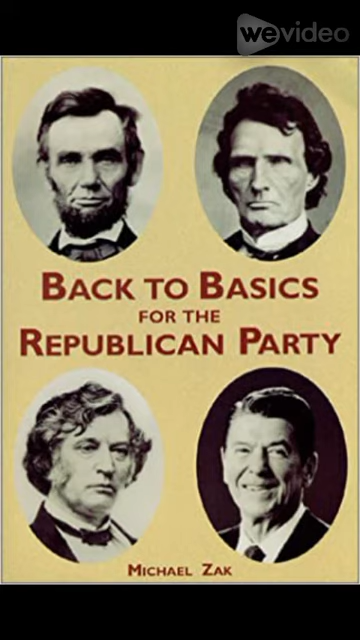 wevideo
BACK TO BASICS
FOR THE
REPUBLICAN PARTY
MICHAEL ZAK